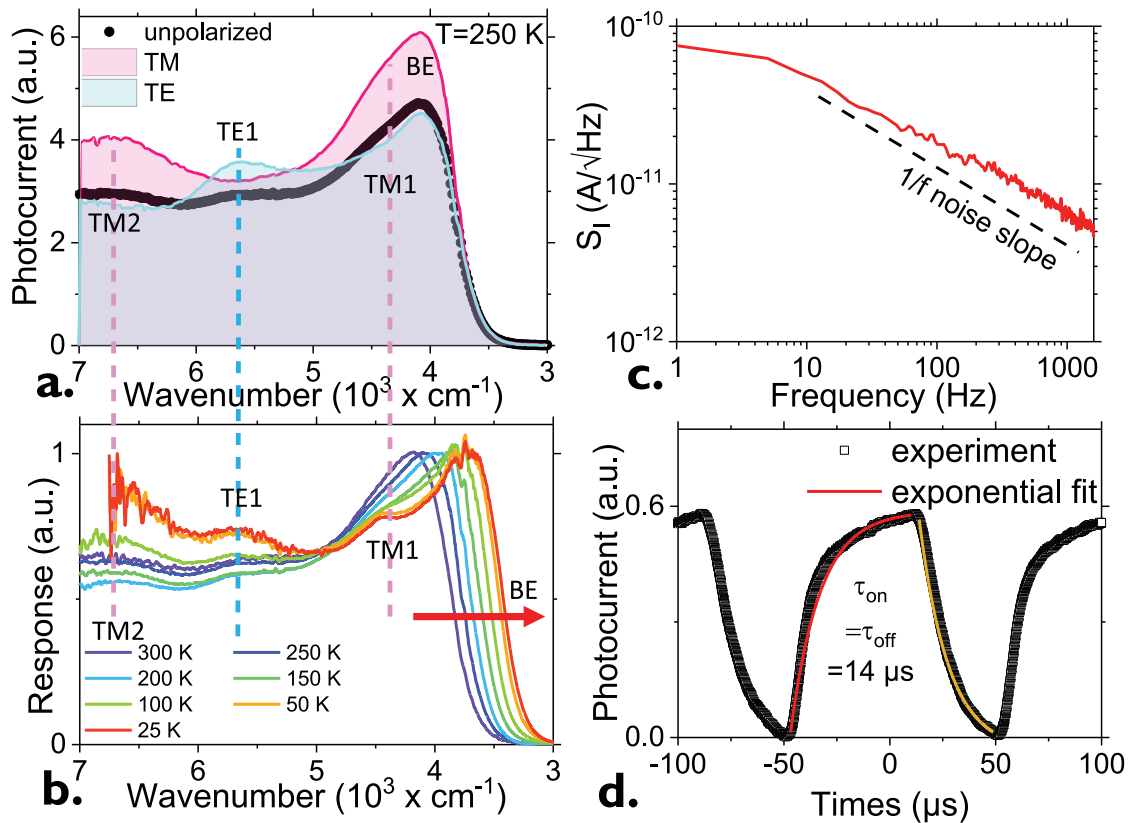 unpolarized
TM
TE
T=250 K
BE
TE1
TM1
TM2
Photocurrent (a.u.)
6
4
2
0
7
6
5
4
3
a.
Wavenumber (10³ x cm⁻¹)
TE1
TM1
BE
TM2
300 K
250 K
200 K
150 K
100 K
50 K
25 K
Response (a.u.)
1
0
7
6
5
4
3
b.
Wavenumber (10³ x cm⁻¹)
S_I (A/√Hz)
10⁻¹⁰
10⁻¹¹
10⁻¹²
1/f noise slope
1
10
100
1000
c.
Frequency (Hz)
experiment
exponential fit
Photocurrent (a.u.)
0.6
0.0
τ_on
=τ_off
=14 µs
-100
-50
0
50
100
d.
Times (µs)